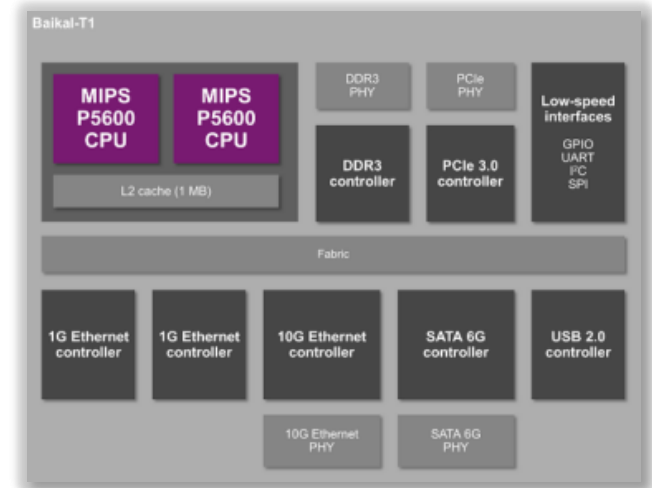 Baikal-T1
MIPS
P5600
CPU
MIPS
P5600
CPU
L2 cache (1 MB)
DDR3
PHY
PCIe
PHY
DDR3
controller
PCIe 3.0
controller
Low-speed
interfaces
GPIO
UART
I²C
SPI
Fabric
1G Ethernet
controller
1G Ethernet
controller
10G Ethernet
controller
SATA 6G
controller
USB 2.0
controller
10G Ethernet
PHY
SATA 6G
PHY